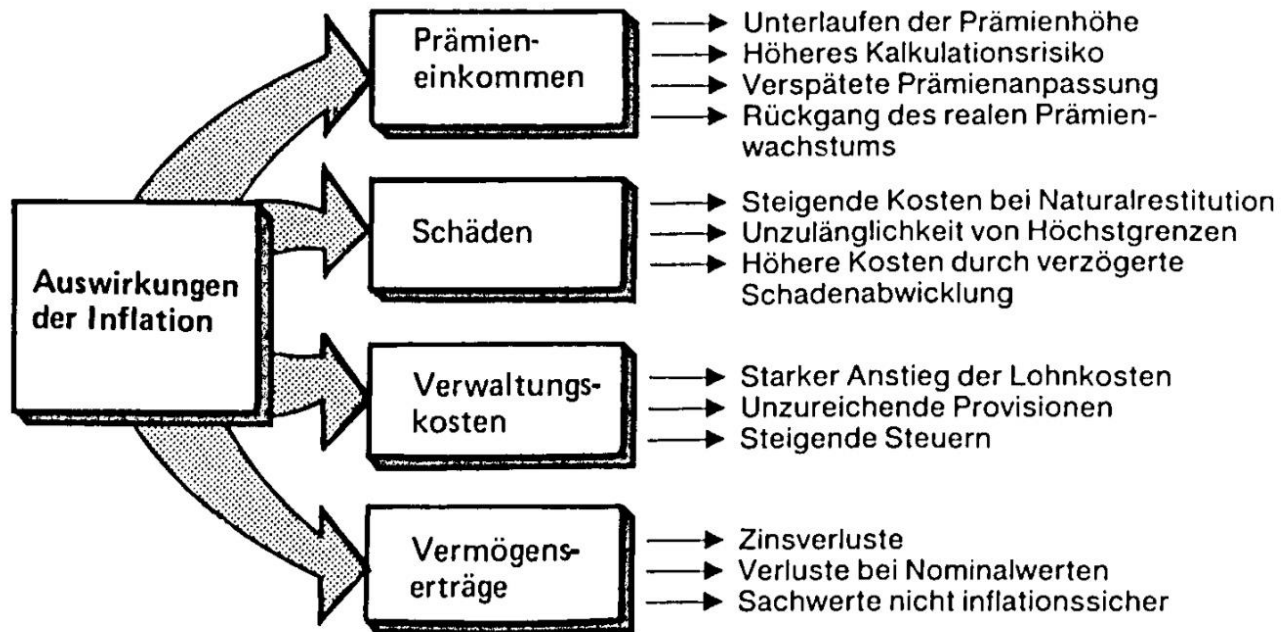 Auswirkungen
der Inflation
Prämien-
einkommen
Unterlaufen der Prämienhöhe
Höheres Kalkulationsrisiko
Verspätete Prämienanpassung
Rückgang des realen Prämien-
wachstums
Schäden
Steigende Kosten bei Naturalrestitution
Unzulänglichkeit von Höchstgrenzen
Höhere Kosten durch verzögerte
Schadenabwicklung
Verwaltungs-
kosten
Starker Anstieg der Lohnkosten
Unzureichende Provisionen
Steigende Steuern
Vermögens-
erträge
Zinsverluste
Verluste bei Nominalwerten
Sachwerte nicht inflationssicher